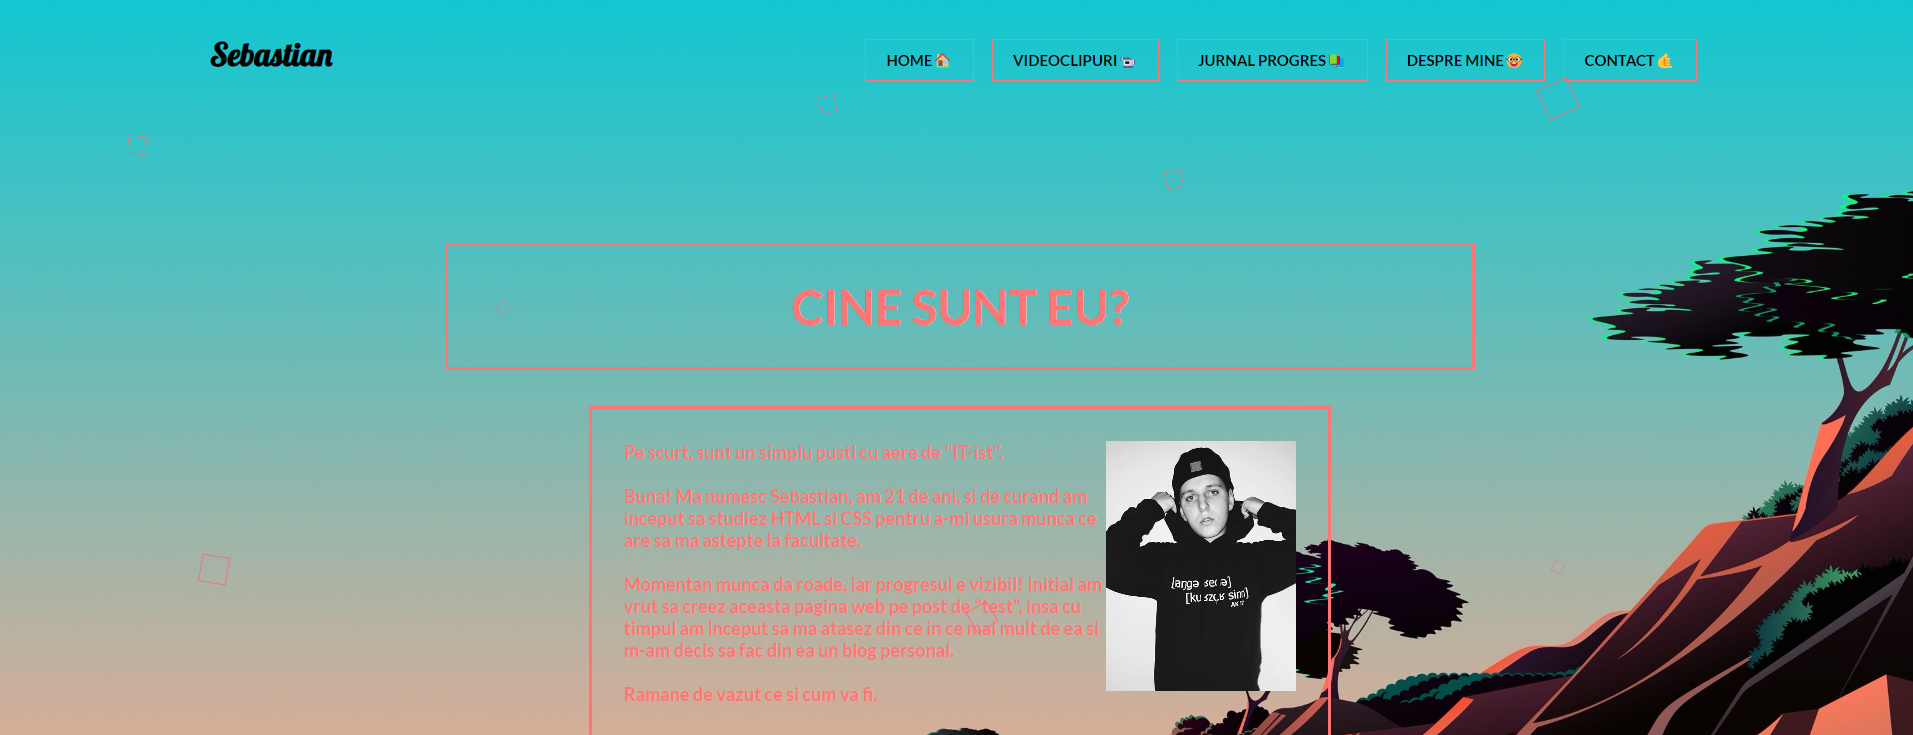 Sebastian
HOME🏠
VIDEOCLIPURI📹
JURNAL PROGRES📗
DESPRE MINE🤓
CONTACT👍
CINE SUNT EU?
Pe scurt, sunt un simplu pusti cu aere de "IT-ist".
Buna! Ma numesc Sebastian, am 21 de ani, si de curand am
inceput sa studiez HTML si CSS pentru a-mi usura munca ce
are sa ma astepte la facultate.
Momentan munca da roade, iar progresul e vizibil! Initial am
vrut sa creez aceasta pagina web pe post de "test", insa cu
timpul am inceput sa ma atasez din ce in ce mai mult de ea si
m-am decis sa fac din ea un blog personal.
Ramane de vazut ce si cum va fi.